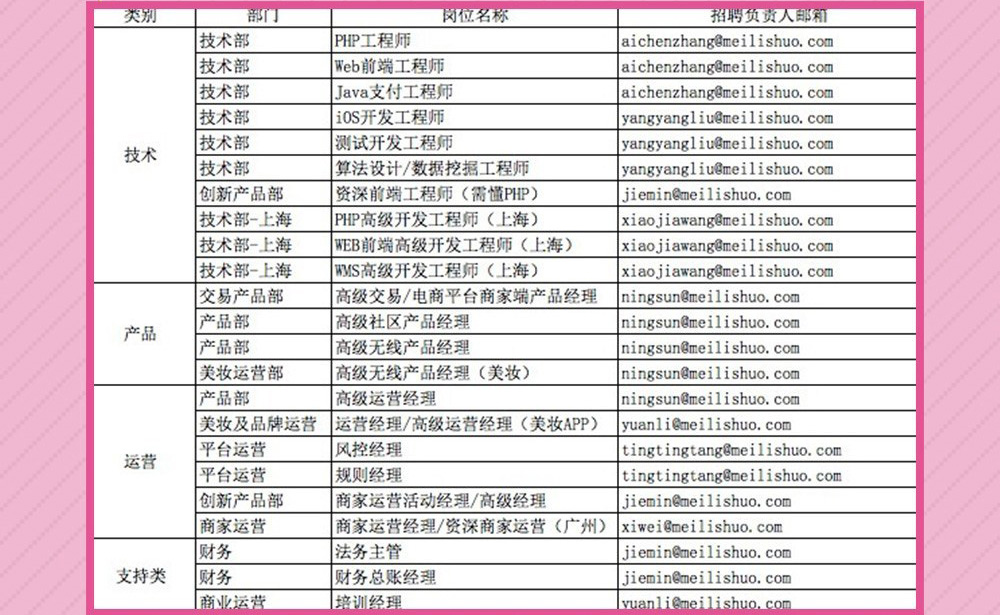 类别 部门 岗位名称 招聘负责人邮箱
技术部 PHP工程师 aichenzhang@meilishuo.com
技术部 Web前端工程师 aichenzhang@meilishuo.com
技术部 Java支付工程师 aichenzhang@meilishuo.com
技术部 iOS开发工程师 yangyangliu@meilishuo.com
技术部 测试开发工程师 yangyangliu@meilishuo.com
技术
技术部 算法设计/数据挖掘工程师 yangyangliu@meilishuo.com
创新产品部 资深前端工程师（需懂PHP） jiemin@meilishuo.com
技术部-上海 PHP高级开发工程师（上海） xiaojiawang@meilishuo.com
技术部-上海 WEB前端高级开发工程师（上海） xiaojiawang@meilishuo.com
技术部-上海 WMS高级开发工程师（上海） xiaojiawang@meilishuo.com
交易产品部 高级交易/电商平台商家端产品经理 ningsun@meilishuo.com
产品部 高级社区产品经理 ningsun@meilishuo.com
产品
产品部 高级无线产品经理 ningsun@meilishuo.com
美妆运营部 高级无线产品经理（美妆） ningsun@meilishuo.com
产品部 高级运营经理 ningsun@meilishuo.com
美妆及品牌运营 运营经理/高级运营经理（美妆APP） yuanli@meilishuo.com
平台运营 风控经理 tingtingtang@meilishuo.com
运营
平台运营 规则经理 tingtingtang@meilishuo.com
创新产品部 商家运营活动经理/高级经理 jiemin@meilishuo.com
商家运营 商家运营经理/资深商家运营（广州） xiwei@meilishuo.com
财务 法务主管 jiemin@meilishuo.com
支持类 财务 财务总账经理 jiemin@meilishuo.com
商业运营 培训经理 yuanli@meilishuo.com